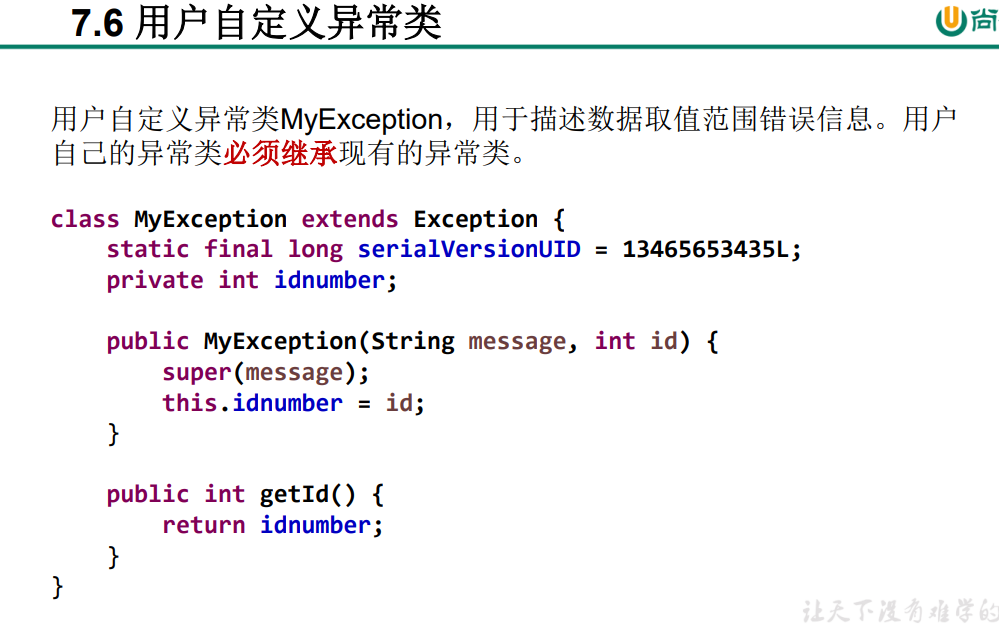 7.6 用户自定义异常类
尚
用户自定义异常类MyException，用于描述数据取值范围错误信息。用户
自己的异常类必须继承现有的异常类。
class MyException extends Exception {
    static final long serialVersionUID = 13465653435L;
    private int idnumber;
    public MyException(String message, int id) {
        super(message);
        this.idnumber = id;
    }
    public int getId() {
        return idnumber;
    }
}
让天下没有难学的